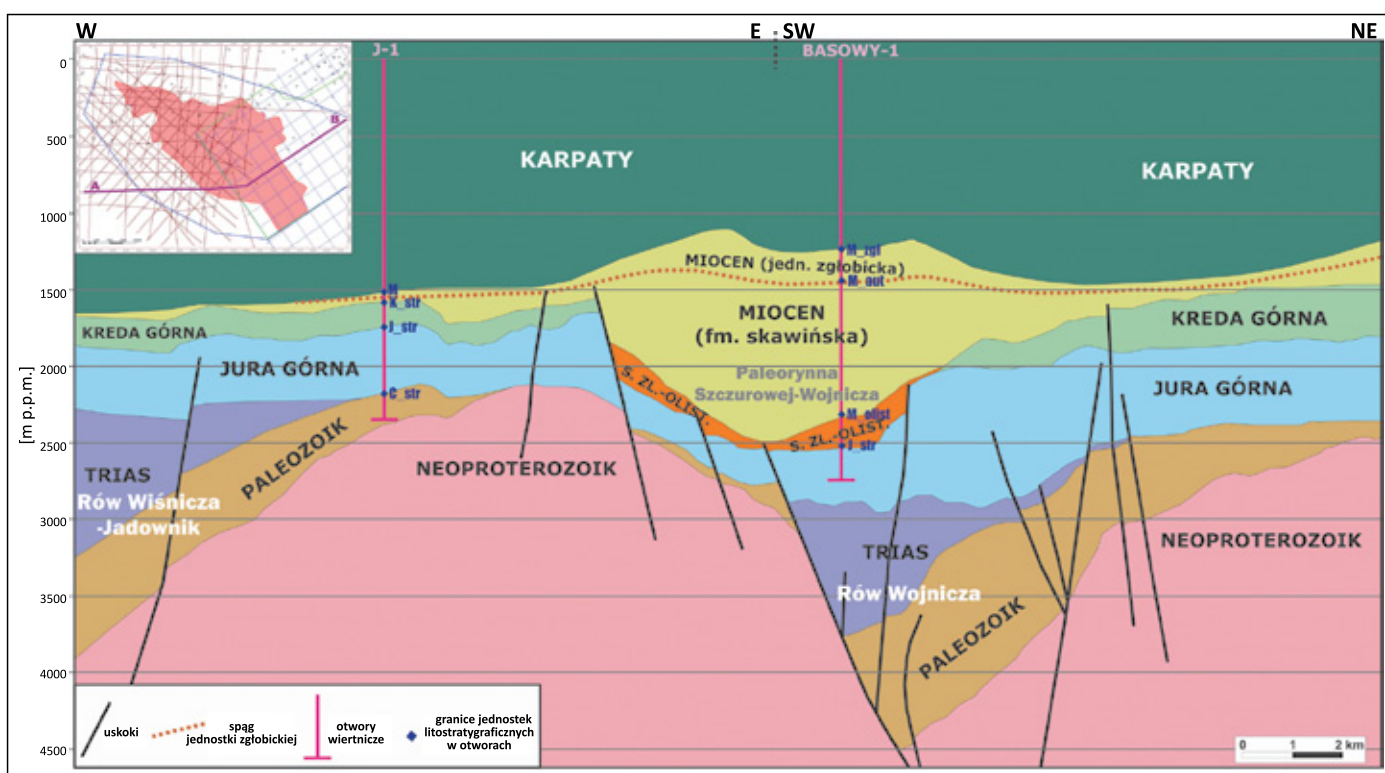 W
E
SW
NE
J-1
BASOWY-1
A
B
[m p.p.m.]
0
500
1000
1500
2000
2500
3000
3500
4000
4500
KARPATY
KARPATY
M_zgl
MIOCEN (jedn. zgłobicka)
M_aut
M
K_str
J_str
C_str
MIOCEN
(fm. skawińska)
KREDA GÓRNA
KREDA GÓRNA
JURA GÓRNA
JURA GÓRNA
Paleorynna
Szczurowej-Wojnicza
S. ZL.-OLIST.
M_olist
S. ZL.-OLIST.
J_str
TRIAS
Rów Wiśnicza
-Jadownik
PALEOZOIK
NEOPROTEROZOIK
NEOPROTEROZOIK
TRIAS
Rów Wojnicza
PALEOZOIK
uskoki
spąg
jednostki zgłobickiej
otwory
wiertnicze
granice jednostek
litostratygraficznych
w otworach
0 1 2 km